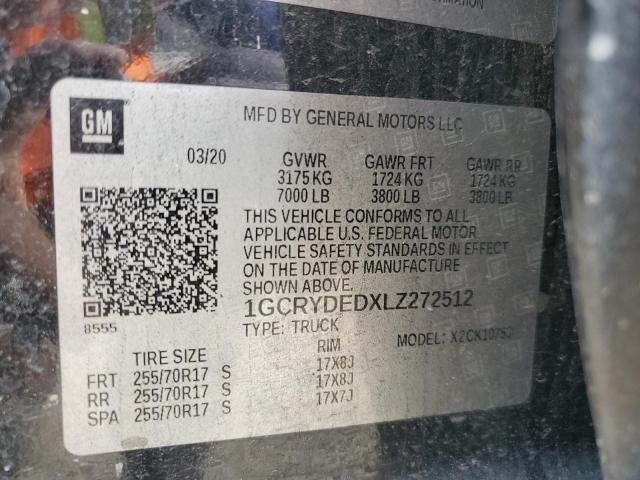 GM
MFD BY GENERAL MOTORS LLC
03/20 GVWR GAWR FRT GAWR RR
3175 KG 1724 KG 1724 KG
7000 LB 3800 LB 3800 LB
THIS VEHICLE CONFORMS TO ALL
APPLICABLE U.S. FEDERAL MOTOR
VEHICLE SAFETY STANDARDS IN EFFECT
ON THE DATE OF MANUFACTURE
SHOWN ABOVE.
1GCRYDEDXLZ272512
8555
TYPE: TRUCK MODEL:
TIRE SIZE RIM
FRT 255/70R17 S 17X8J
RR 255/70R17 S 17X8J
SPA 255/70R17 S 17X7J